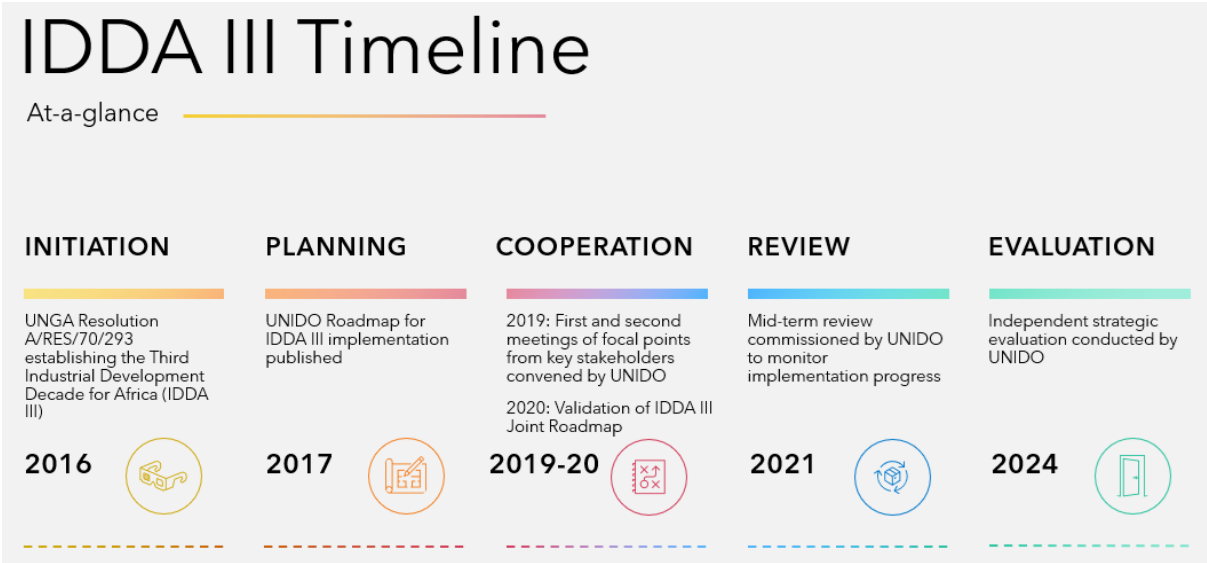 IDDA III Timeline
At-a-glance
INITIATION
UNGA Resolution
A/RES/70/293
establishing the Third
Industrial Development
Decade for Africa (IDDA
III)
2016
PLANNING
UNIDO Roadmap for
IDDA III implementation
published
2017
COOPERATION
2019: First and second
meetings of focal points
from key stakeholders
convened by UNIDO
2020: Validation of IDDA III
Joint Roadmap
2019-20
REVIEW
Mid-term review
commissioned by UNIDO
to monitor
implementation progress
2021
EVALUATION
Independent strategic
evaluation conducted by
UNIDO
2024